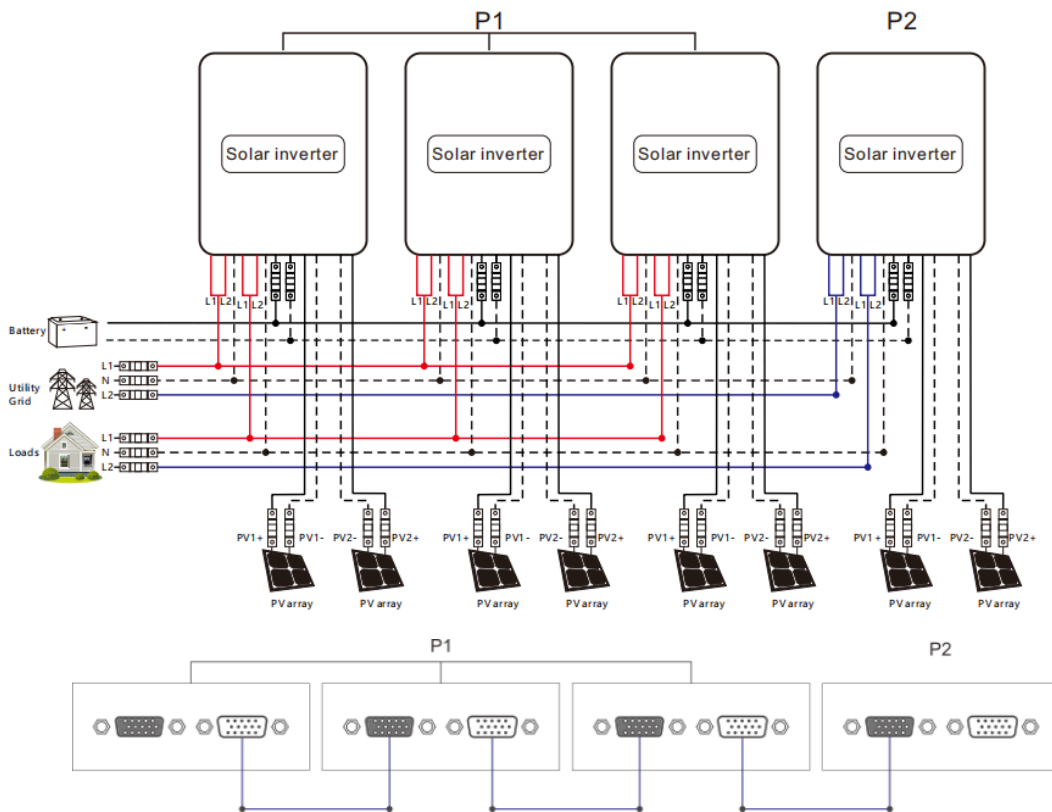 P1 P2
Solar inverter Solar inverter Solar inverter Solar inverter
L1 L2 L1 L2 L1 L2 L1 L2 L1 L2 L1 L2 L1 L2 L1 L2
Battery
L1
Utility N
Grid L2
L1
Loads N
L2
PV1+ PV1- PV2- PV2+ PV1+ PV1- PV2- PV2+ PV1+ PV1- PV2- PV2+ PV1+ PV1- PV2- PV2+
PV array PV array PV array PV array PV array PV array PV array PV array
P1 P2